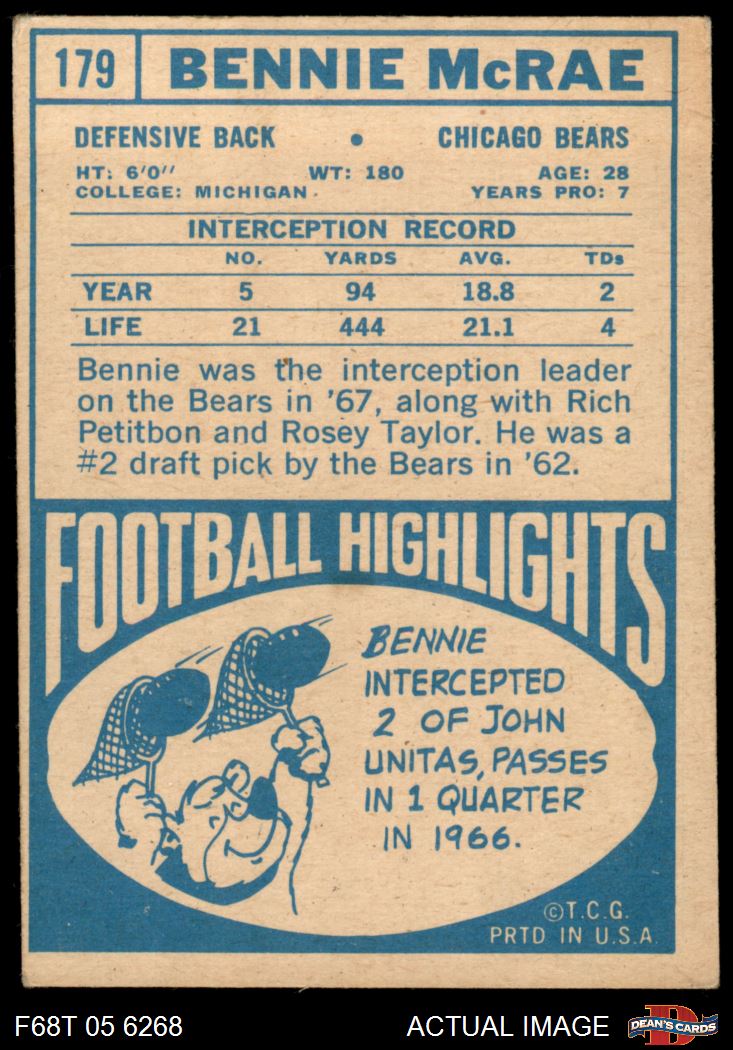 179 BENNIE McRAE
DEFENSIVE BACK • CHICAGO BEARS
HT: 6'0" WT: 180 AGE: 28
COLLEGE: MICHIGAN YEARS PRO: 7
INTERCEPTION RECORD
NO. YARDS AVG. TDs
YEAR 5 94 18.8 2
LIFE 21 444 21.1 4
Bennie was the interception leader
on the Bears in '67, along with Rich
Petitbon and Rosey Taylor. He was a
#2 draft pick by the Bears in '62.
FOOTBALL HIGHLIGHTS
BENNIE
INTERCEPTED
2 OF JOHN
UNITAS, PASSES
IN 1 QUARTER
IN 1966.
©T.C.G.
PRTD IN U.S.A.
F68T 05 6268 ACTUAL IMAGE D DEAN'S CARDS